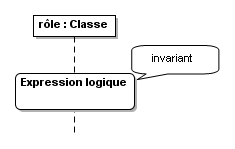 rôle : Classe
invariant
Expression logique